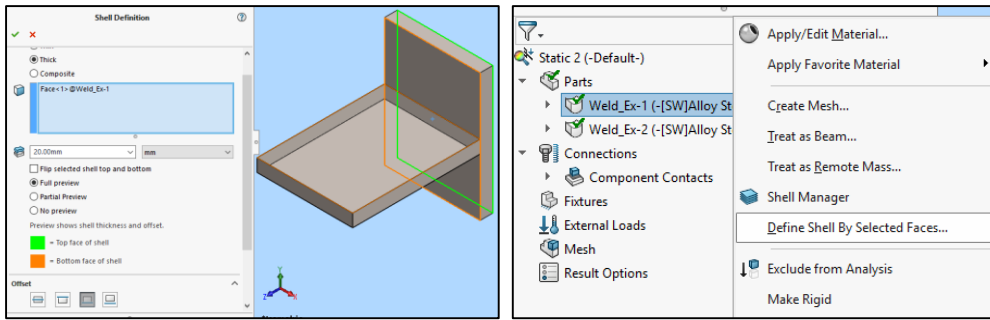 Shell Definition
Thick
Composite
Face<1>@Weld_Ex-1
20.00mm
mm
Flip selected shell top and bottom
Full preview
Partial Preview
No preview
Preview shows shell thickness and offset.
= Top face of shell
= Bottom face of shell
Offset
Y
Z
Static 2 (-Default-)
Parts
Weld_Ex-1 (-[SW]Alloy St
Weld_Ex-2 (-[SW]Alloy St
Connections
Component Contacts
Fixtures
External Loads
Mesh
Result Options
Apply/Edit Material...
Apply Favorite Material
Create Mesh...
Treat as Beam...
Treat as Remote Mass...
Shell Manager
Define Shell By Selected Faces...
Exclude from Analysis
Make Rigid